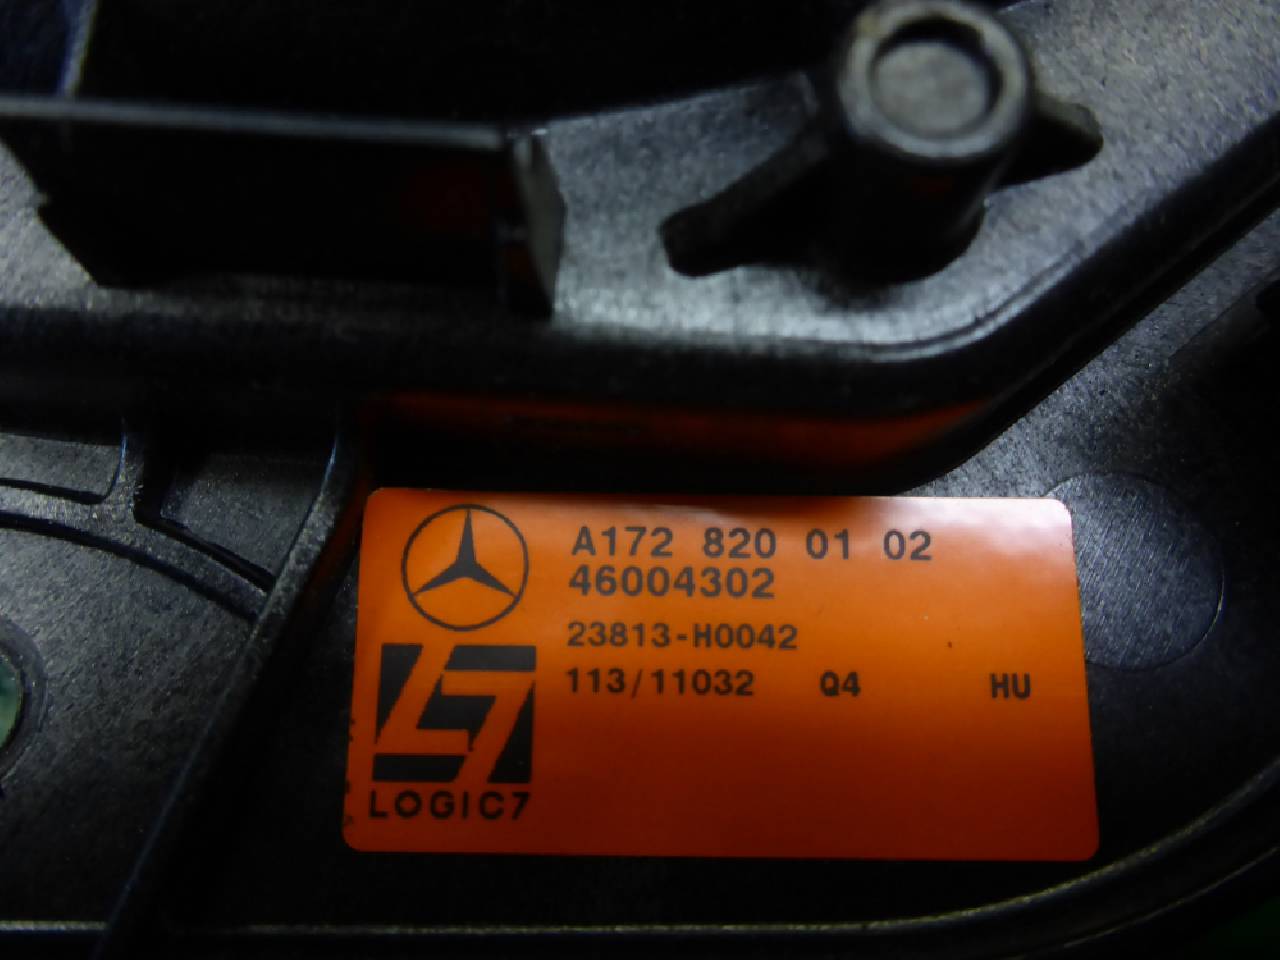 A172 820 01 02
46004302
23813-H0042
113/11032 Q4 HU
LOGIC7